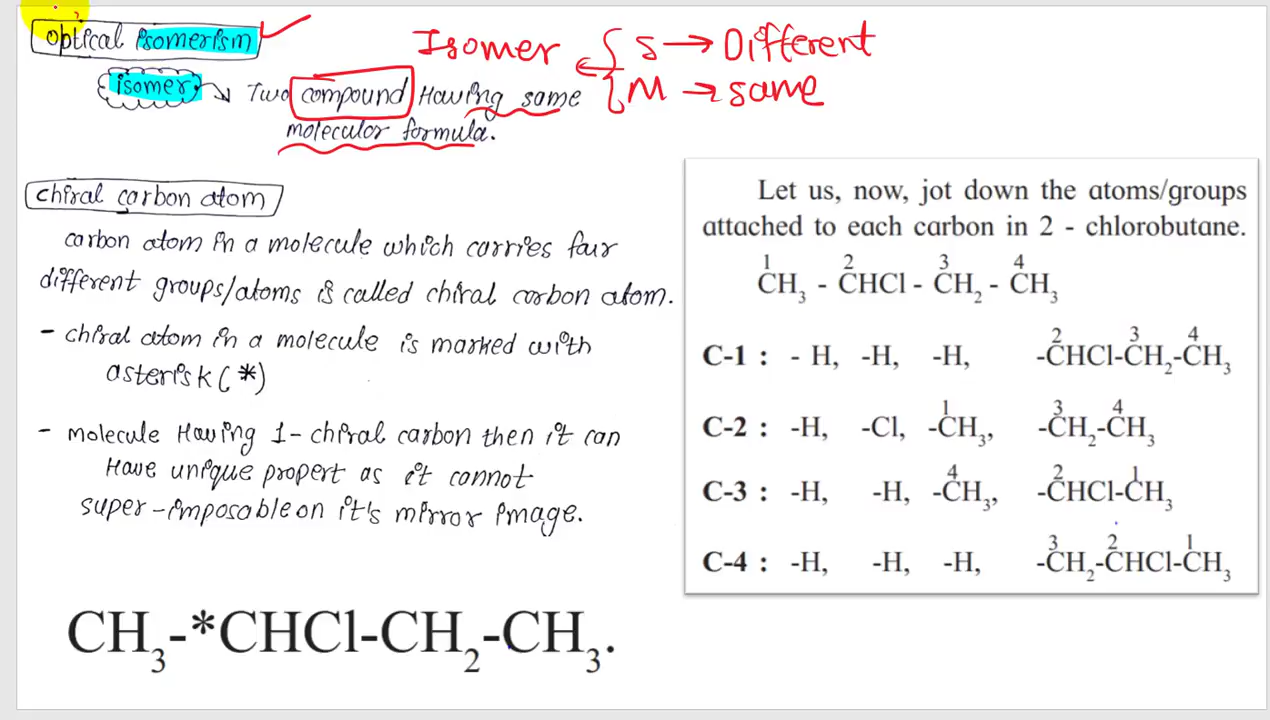 optical isomerism
Isomer { S → Different
{ M → same
isomer → Two compound Having same
moleculor formula.
chiral carbon atom
carbon atom in a molecule which carries four
different groups/atoms is called chiral carbon atom.
- chiral atom in a molecule is marked with
asterisk (*)
- molecule Having 1-chiral carbon then it can
Have unique propert as it cannot
super-imposable on it's mirror image.
CH₃-*CHCl-CH₂-CH₃.
Let us, now, jot down the atoms/groups
attached to each carbon in 2 - chlorobutane.
1 2 3 4
CH₃ - CHCl - CH₂ - CH₃
2 3 4
C-1 : - H, -H, -H, -CHCl-CH₂-CH₃
1 3 4
C-2 : -H, -Cl, -CH₃, -CH₂-CH₃
4 2 1
C-3 : -H, -H, -CH₃, -CHCl-CH₃
3 2 1
C-4 : -H, -H, -H, -CH₂-CHCl-CH₃